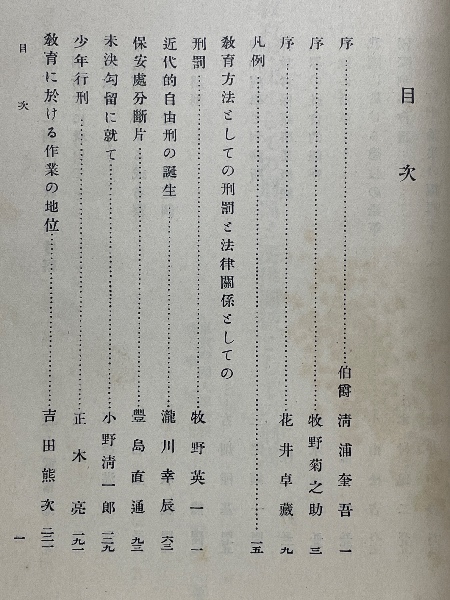 目次
序……伯爵 淸浦奎吾 一
序……牧野菊之助 三
序……花井卓藏 九
凡例……一五
敎育方法としての刑罰と法律關係としての
刑罰……牧野英一 一
近代的自由刑の誕生……瀧川幸辰 六三
保安處分斷片……豐島直通 九三
未決勾留に就て……小野淸一郎 一三九
少年行刑……正木亮 一九一
敎育に於ける作業の地位……吉田熊次 二三一
目次 一